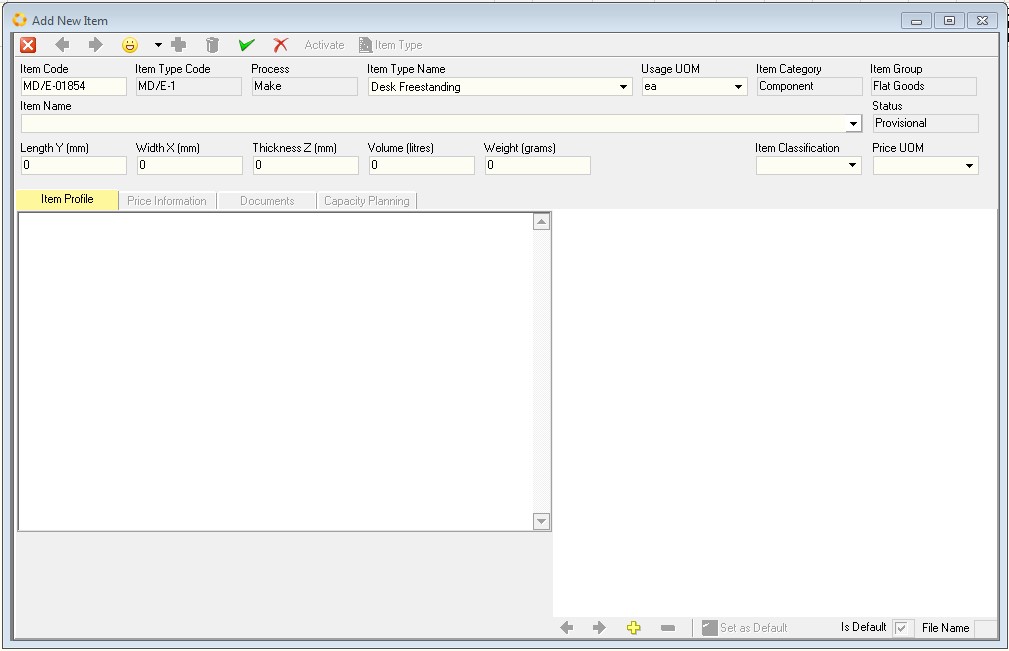 Add New Item
Activate Item Type
Item Code Item Type Code Process Item Type Name Usage UOM Item Category Item Group
MD/E-01854 MD/E-1 Make Desk Freestanding ea Component Flat Goods
Item Name Status
Provisional
Length Y (mm) Width X (mm) Thickness Z (mm) Volume (litres) Weight (grams) Item Classification Price UOM
0 0 0 0 0
Item Profile Price Information Documents Capacity Planning
Set as Default Is Default File Name